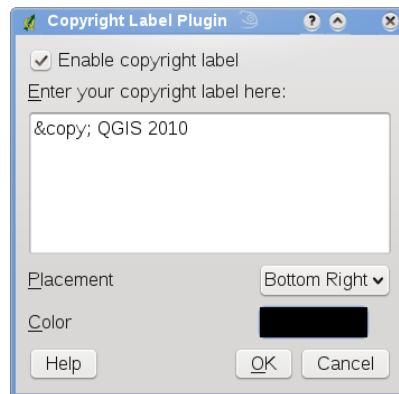 Copyright Label Plugin
Enable copyright label
Enter your copyright label here:
&copy; QGIS 2010
Placement
Bottom Right
Color
Help
OK
Cancel